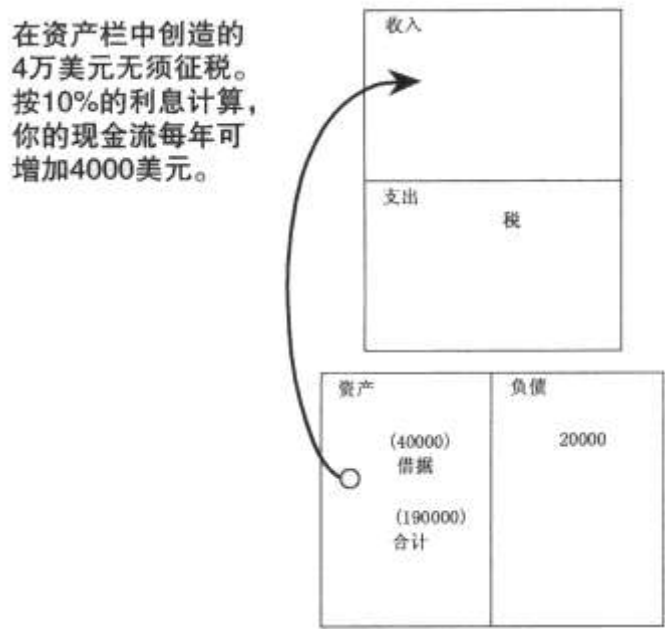 在资产栏中创造的
4万美元无须征税。
按10%的利息计算，
你的现金流每年可
增加4000美元。
收入
支出
税
资产
(40000)
借据
(190000)
合计
负债
20000